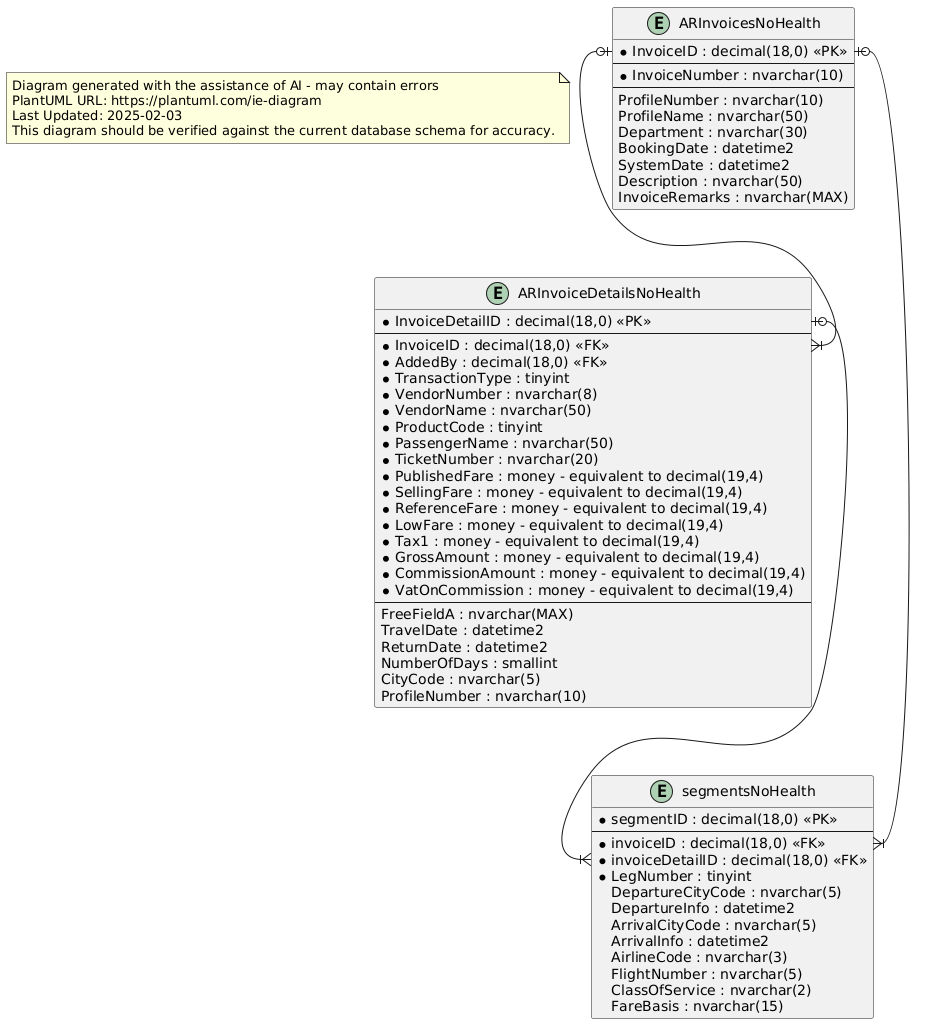 E ARInvoicesNoHealth
InvoiceID : decimal(18,0) «PK»
InvoiceNumber : nvarchar(10)
ProfileNumber : nvarchar(10)
ProfileName : nvarchar(50)
Department : nvarchar(30)
BookingDate : datetime2
SystemDate : datetime2
Description : nvarchar(50)
InvoiceRemarks : nvarchar(MAX)
Diagram generated with the assistance of AI - may contain errors
PlantUML URL: https://plantuml.com/ie-diagram
Last Updated: 2025-02-03
This diagram should be verified against the current database schema for accuracy.
E ARInvoiceDetailsNoHealth
InvoiceDetailID : decimal(18,0) «PK»
InvoiceID : decimal(18,0) «FK»
AddedBy : decimal(18,0) «FK»
TransactionType : tinyint
VendorNumber : nvarchar(8)
VendorName : nvarchar(50)
ProductCode : tinyint
PassengerName : nvarchar(50)
TicketNumber : nvarchar(20)
PublishedFare : money - equivalent to decimal(19,4)
SellingFare : money - equivalent to decimal(19,4)
ReferenceFare : money - equivalent to decimal(19,4)
LowFare : money - equivalent to decimal(19,4)
Tax1 : money - equivalent to decimal(19,4)
GrossAmount : money - equivalent to decimal(19,4)
CommissionAmount : money - equivalent to decimal(19,4)
VatOnCommission : money - equivalent to decimal(19,4)
FreeFieldA : nvarchar(MAX)
TravelDate : datetime2
ReturnDate : datetime2
NumberOfDays : smallint
CityCode : nvarchar(5)
ProfileNumber : nvarchar(10)
E segmentsNoHealth
segmentID : decimal(18,0) «PK»
invoiceID : decimal(18,0) «FK»
invoiceDetailID : decimal(18,0) «FK»
LegNumber : tinyint
DepartureCityCode : nvarchar(5)
DepartureInfo : datetime2
ArrivalCityCode : nvarchar(5)
ArrivalInfo : datetime2
AirlineCode : nvarchar(3)
FlightNumber : nvarchar(5)
ClassOfService : nvarchar(2)
FareBasis : nvarchar(15)